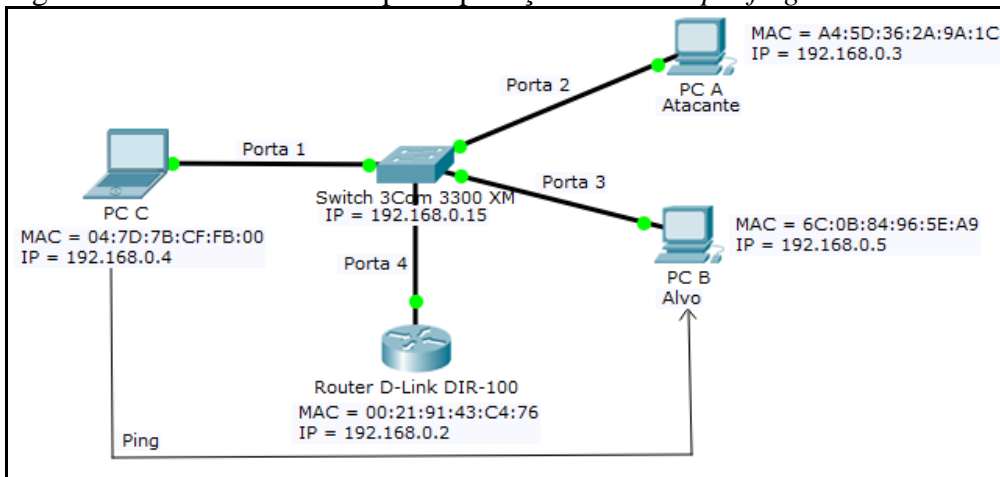 MAC = A4:5D:36:2A:9A:1C
IP = 192.168.0.3
PC A
Atacante
Porta 2
Porta 1
Porta 3
Switch 3Com 3300 XM
IP = 192.168.0.15
PC C
MAC = 04:7D:7B:CF:FB:00
IP = 192.168.0.4
MAC = 6C:0B:84:96:5E:A9
IP = 192.168.0.5
PC B
Alvo
Porta 4
Router D-Link DIR-100
MAC = 00:21:91:43:C4:76
IP = 192.168.0.2
Ping